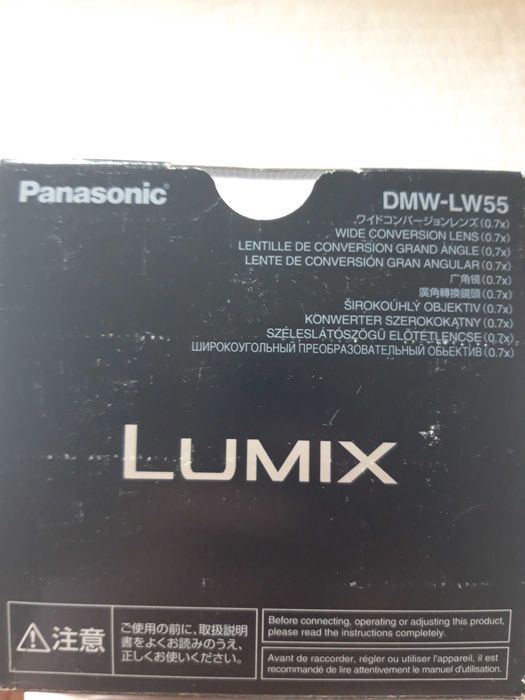 Panasonic
DMW-LW55
ワイドコンバージョンレンズ(0.7x)
WIDE CONVERSION LENS (0.7x)
LENTILLE DE CONVERSION GRAND ANGLE (0.7x)
LENTE DE CONVERSIÓN GRAN ANGULAR (0.7x)
广角镜(0.7x)
廣角轉換鏡頭(0.7x)
ŠIROKOÚHLÝ OBJEKTIV (0.7x)
KONWERTER SZEROKOKĄTNY (0.7x)
SZÉLESLÁTÓSZÖGŰ ELŐTÉTLENCSE (0.7x)
ШИРОКОУГОЛЬНЫЙ ПРЕОБРАЗОВАТЕЛЬНЫЙ ОБЬЕКТИВ (0.7x)
LUMIX
注意
ご使用の前に、取扱説明
書をよくお読みのうえ、
正しくお使いください。
Before connecting, operating or adjusting this product,
please read the instructions completely.
Avant de raccorder, régler ou utiliser l'appareil, il est
recommandé de lire attentivement le manuel d'utilisation.